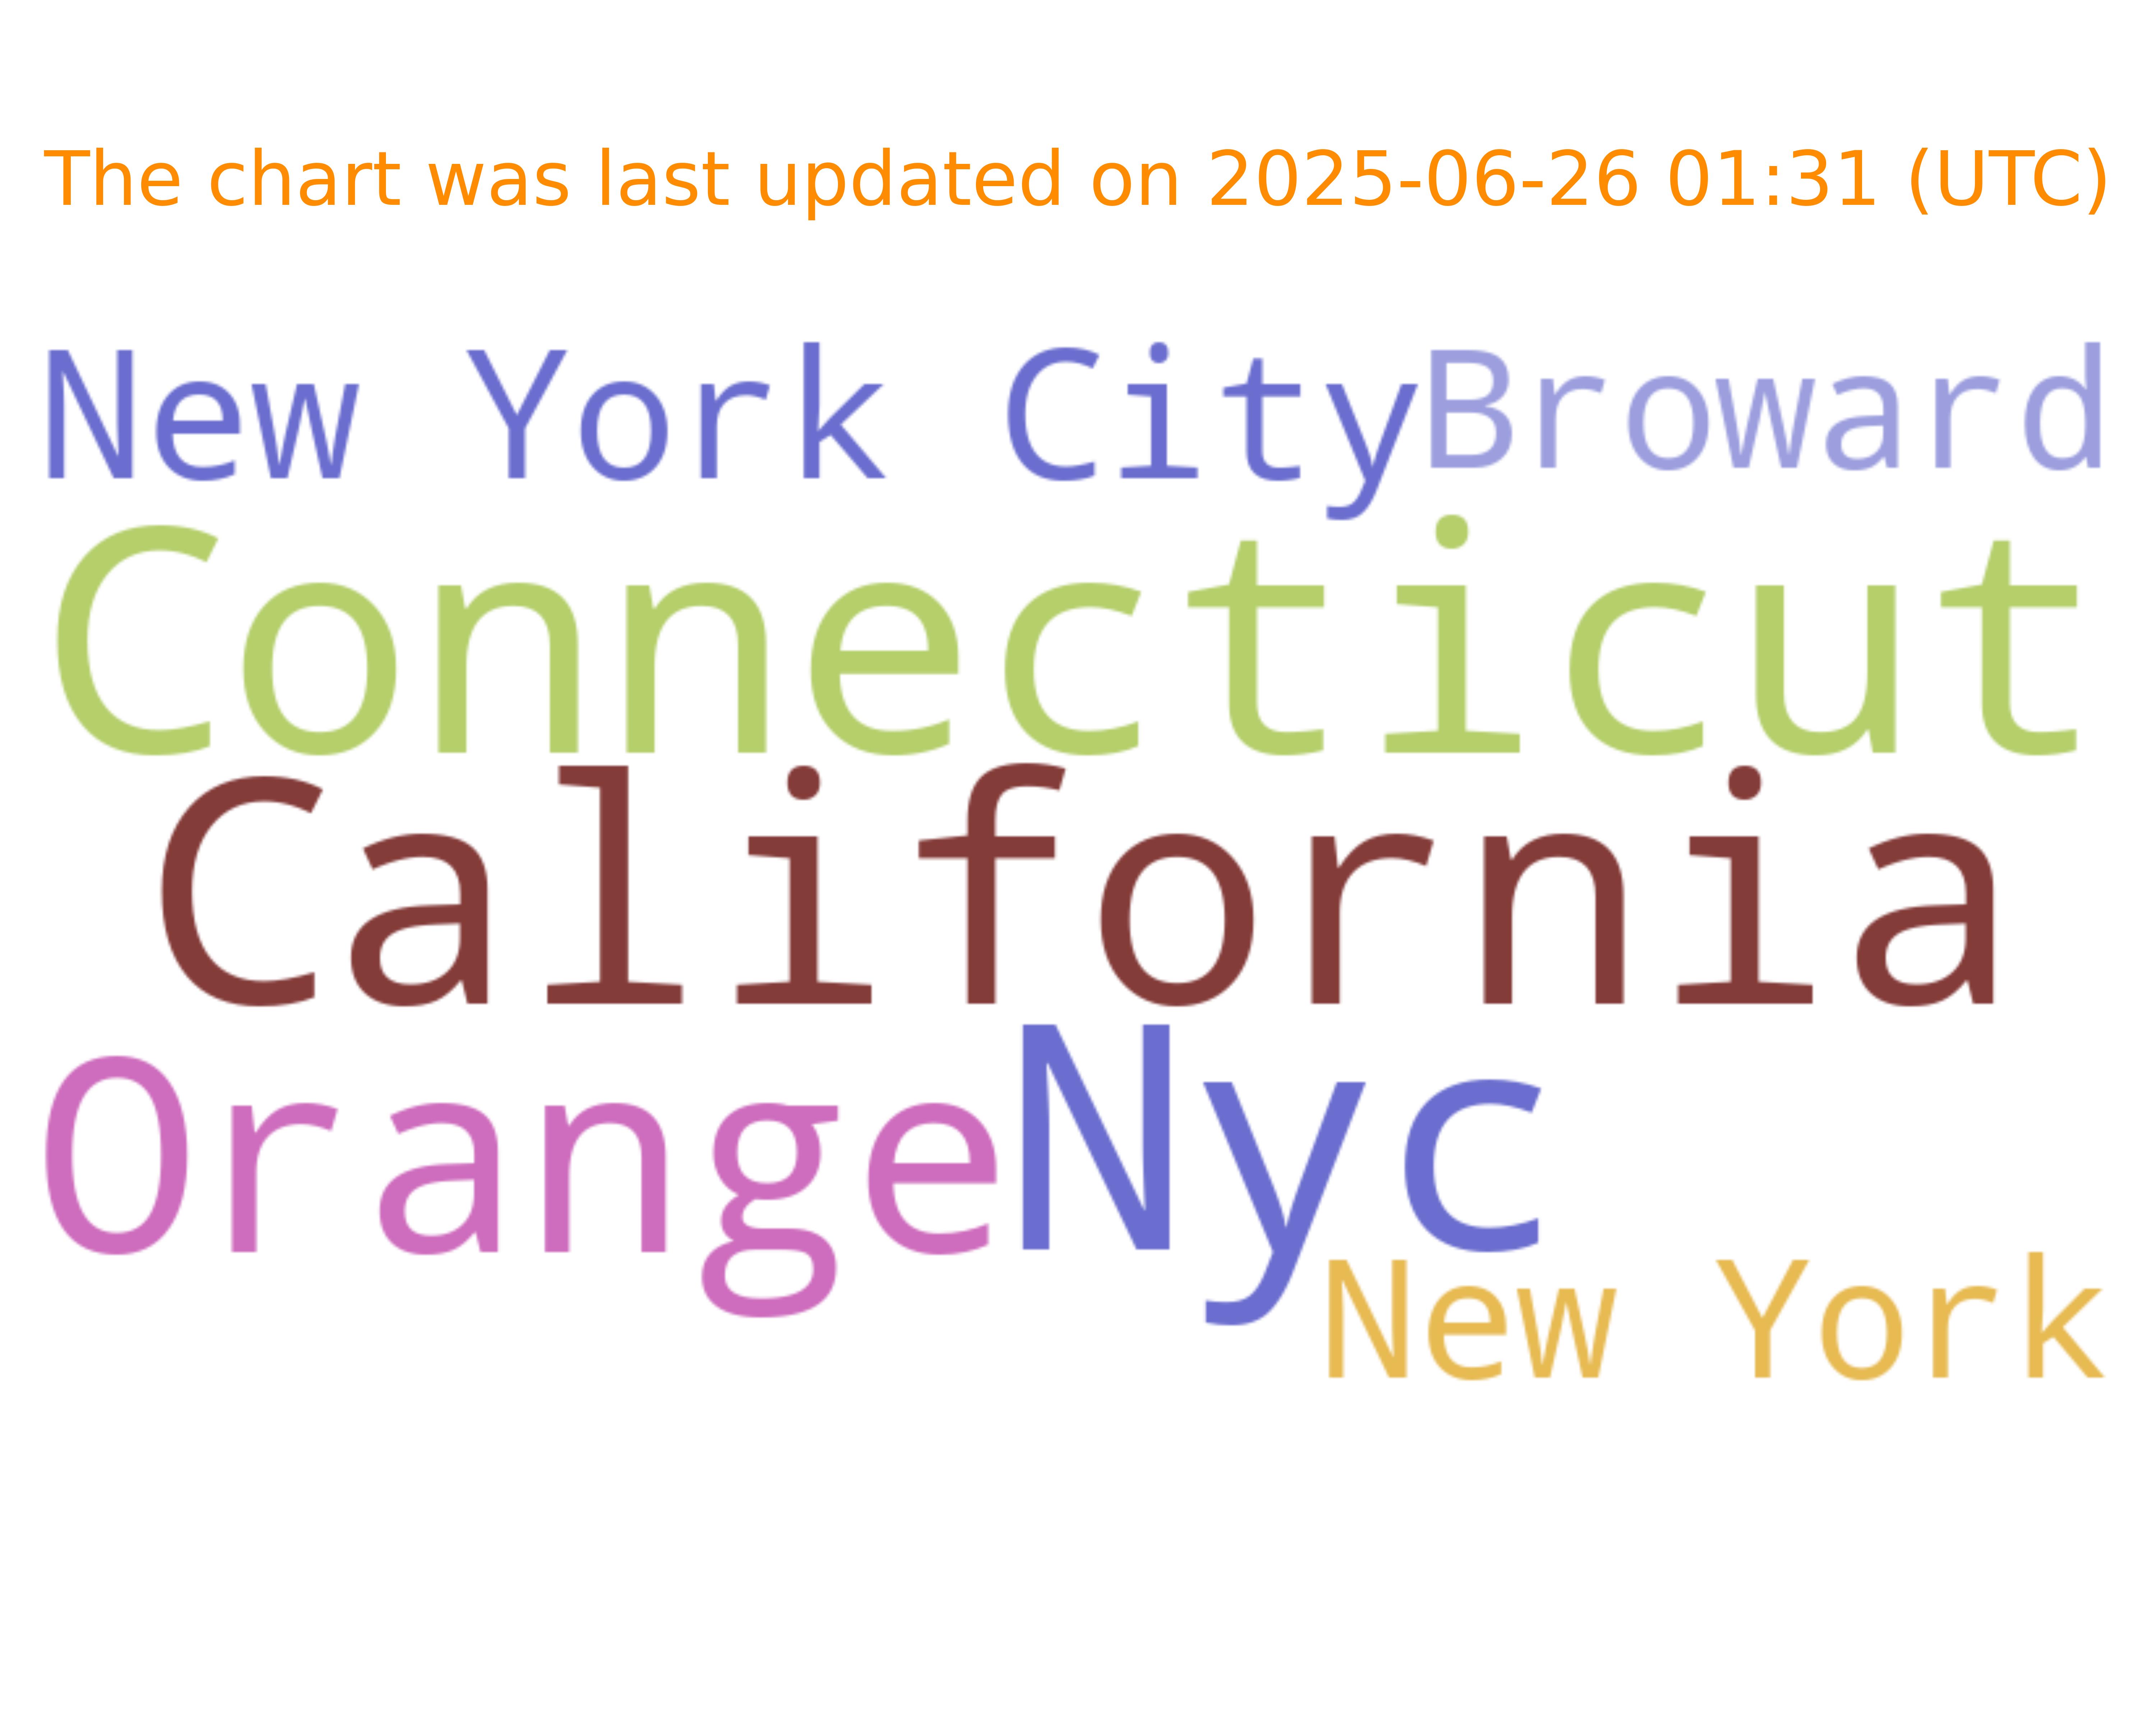 The chart was last updated on 2025-06-26 01:31 (UTC)
New York City Broward
Connecticut
California
Orange Nyc
New York